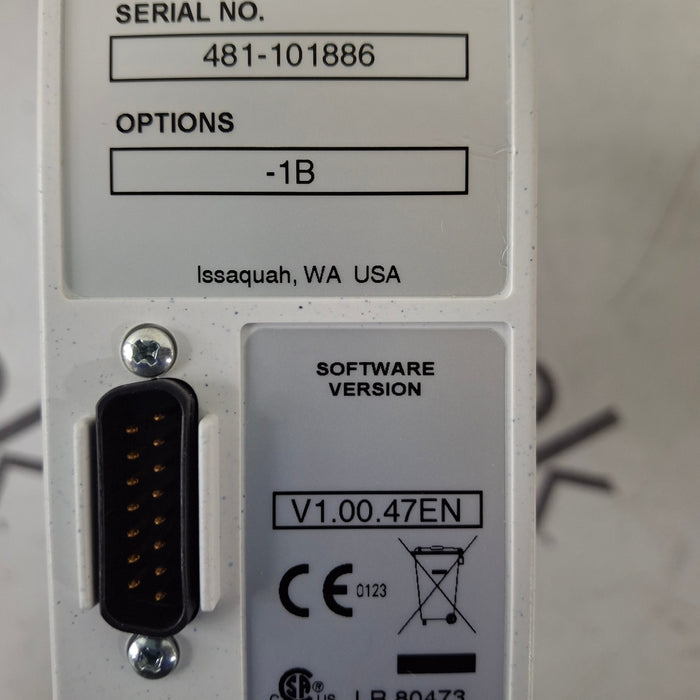 SERIAL NO.
481-101886
OPTIONS
-1B
Issaquah, WA USA
SOFTWARE
VERSION
V1.00.47EN
CE 0123
LR 80473